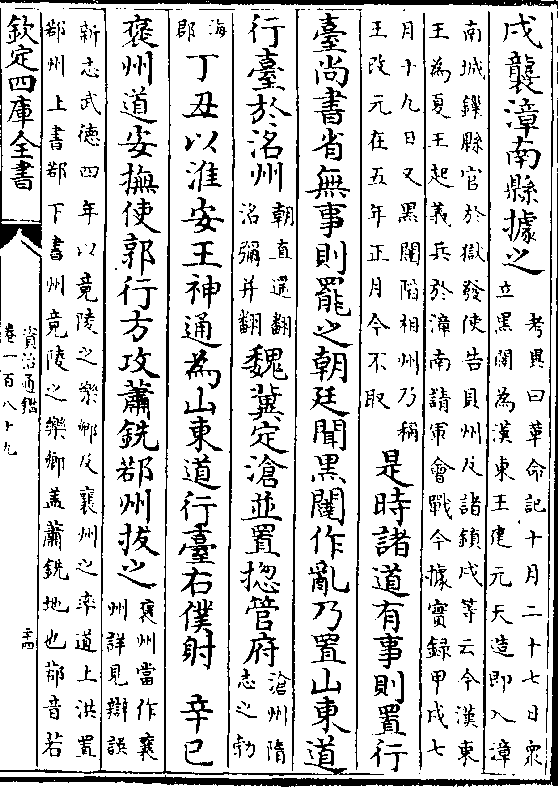 戌襲漳南縣據之考異曰革命記十月二十七日衆
立黑闥為漢東王建元天造即入漳
南城鏁縣官於獄發使告貝州及諸鎮戍等云今漢東
王為夏王起義兵於漳南請軍會戰今據實録甲戌七
月十九日又黑闥陷相州乃稱
王改元在五年正月今不取
是時諸道有事則置行
臺尚書省無事則罷之朝廷聞黑闥作亂乃置山東道
行臺於洺州朝直遥翻
洺彌并翻
魏冀定滄並置揔管府滄州隋
志之勃
海
郡
丁丑以淮安王神通為山東道行臺右僕射 辛巳
襃州道安撫使郭行方攻蕭銑鄀州拔之襃州當作襄
州詳見辯誤
新志武德四年以竟陵之樂鄉及襄州之率道上洪置
鄀州上書鄀下書州竟陵之樂鄉盖蕭銑地也鄀音若
欽定四庫全書
資治通鑑
卷一百八十九
三十四